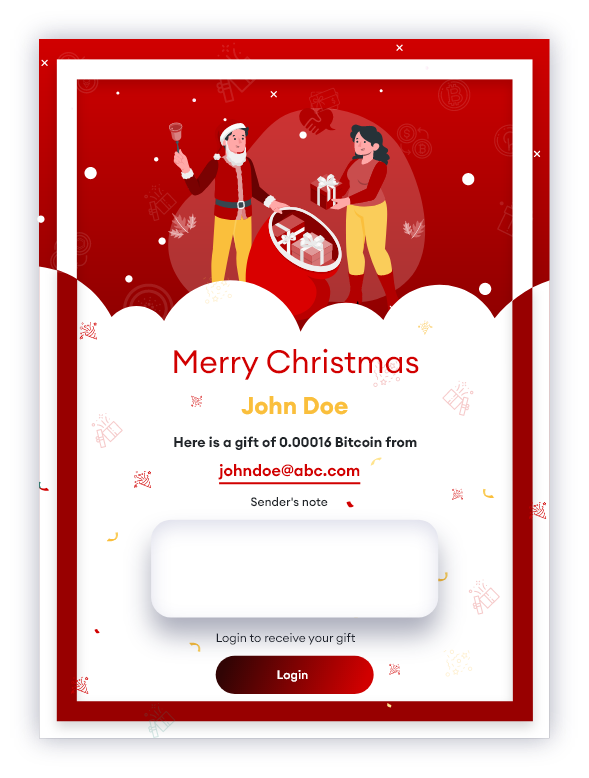 Merry Christmas
John Doe
Here is a gift of 0.00016 Bitcoin from
johndoe@abc.com
Sender's note
Login to receive your gift
Login